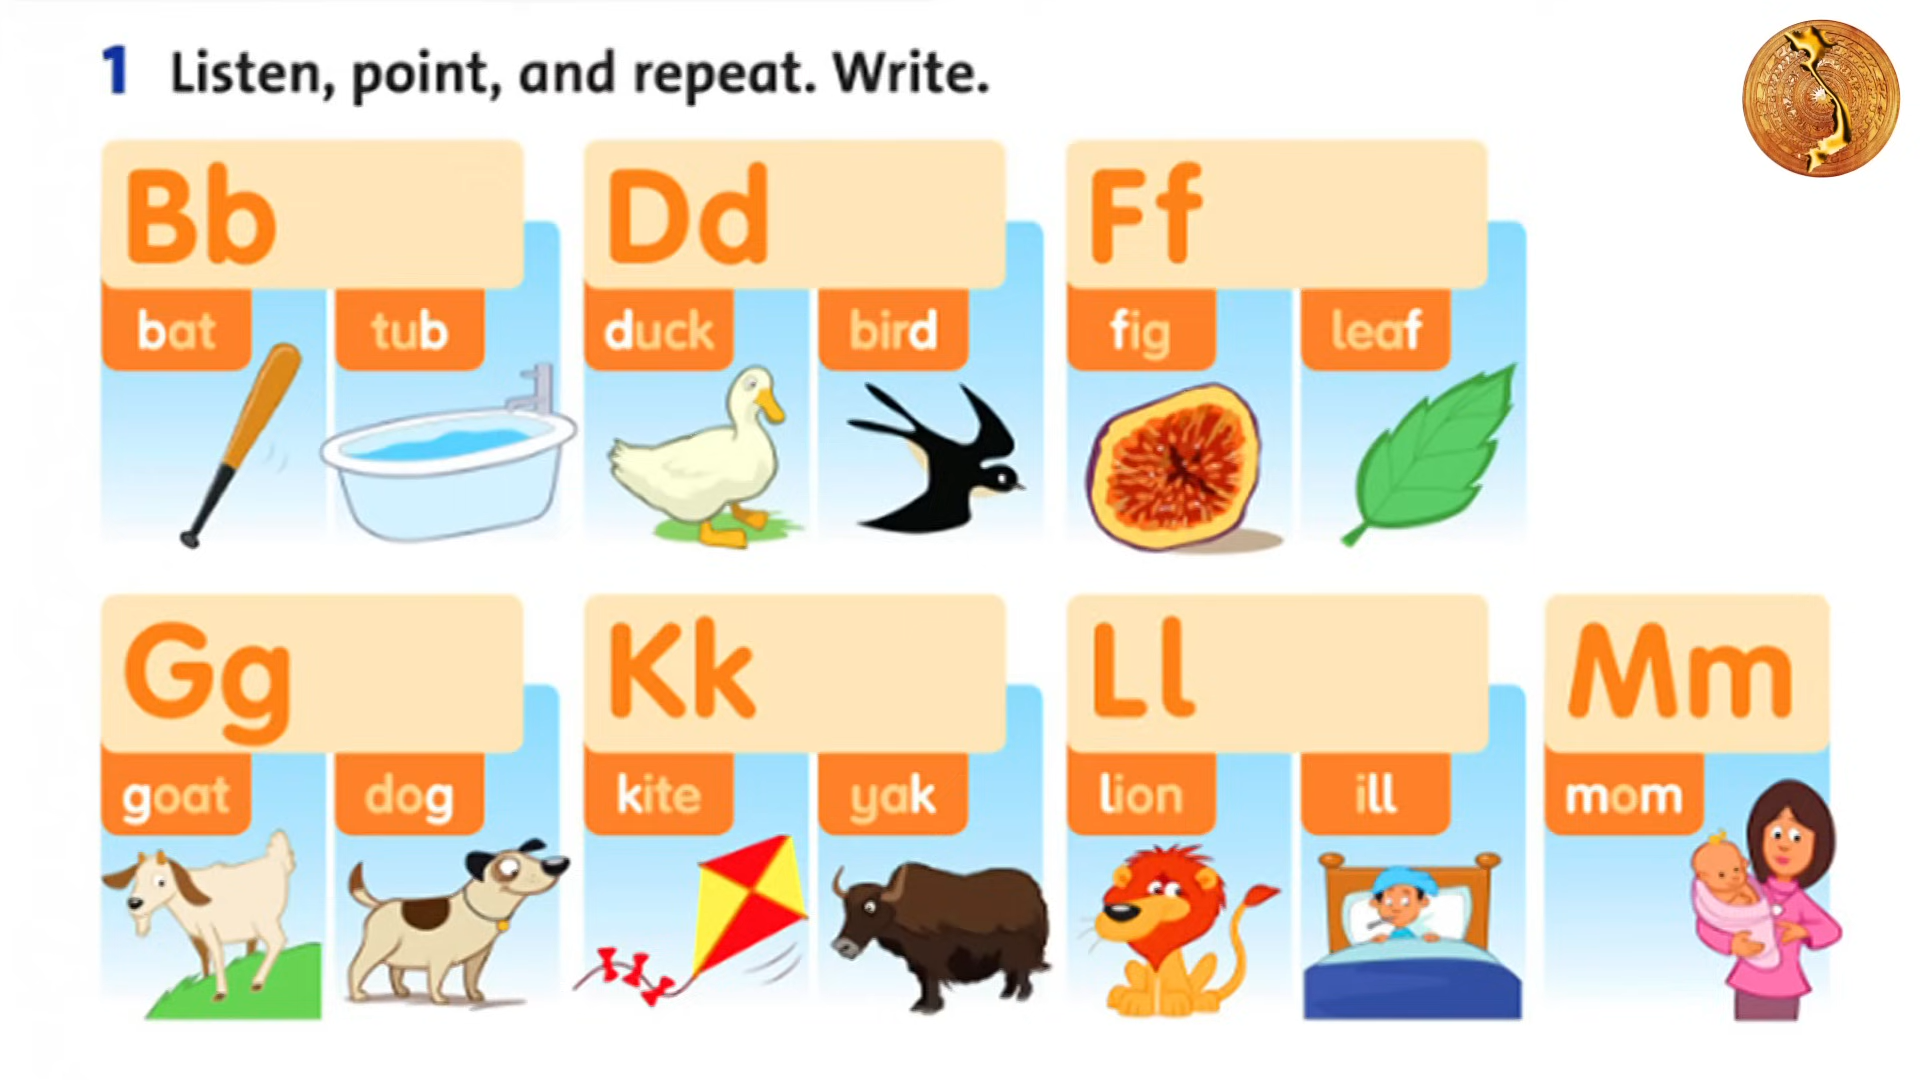 1 Listen, point, and repeat. Write.
Bb Dd Ff
bat tub duck bird fig leaf
Gg Kk Ll Mm
goat dog kite yak lion ill mom